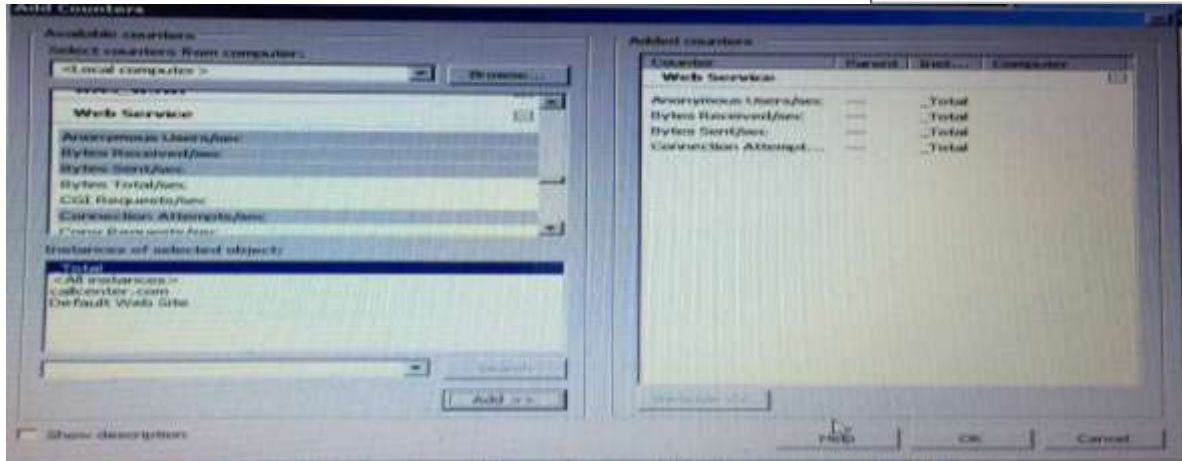 Add Counters
Available counters
Select counters from computer:
<Local computer >
Browse...
Web Service
Anonymous Users/sec
Bytes Received/sec
Bytes Sent/sec
Bytes Total/sec
CGI Requests/sec
Connection Attempts/sec
Instances of selected object:
_Total
<All instances>
callcenter.com
Default Web Site
Search
Add >>
Show description
Added counters
Counter Parent Inst... Computer
Web Service
Anonymous Users/sec --- _Total
Bytes Received/sec --- _Total
Bytes Sent/sec --- _Total
Connection Attempt... --- _Total
Remove <<
Help
OK
Cancel